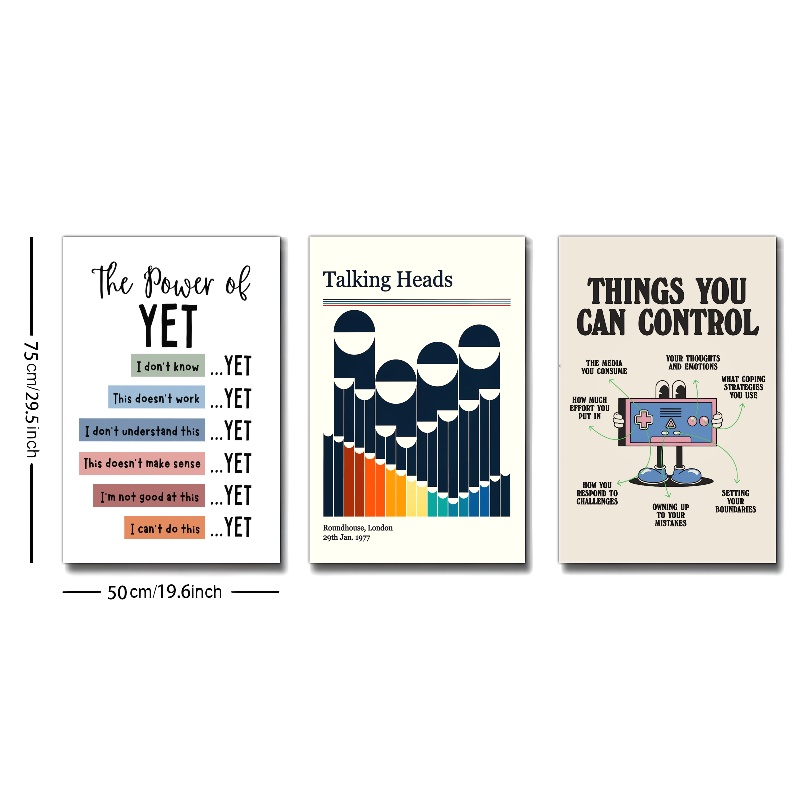 75cm/29.5inch
50cm/19.6inch
The Power of
YET
I don't know ...YET
This doesn't work ...YET
I don't understand this ...YET
This doesn't make sense ...YET
I'm not good at this ...YET
I can't do this ...YET
Talking Heads
Roundhouse, London
29th Jan. 1977
THINGS YOU
CAN CONTROL
THE MEDIA
YOU CONSUME
YOUR THOUGHTS
AND EMOTIONS
WHAT COPING
STRATEGIES
YOU USE
HOW MUCH
EFFORT YOU
PUT IN
HOW YOU
RESPOND TO
CHALLENGES
OWNING UP
TO YOUR
MISTAKES
SETTING
YOUR
BOUNDARIES